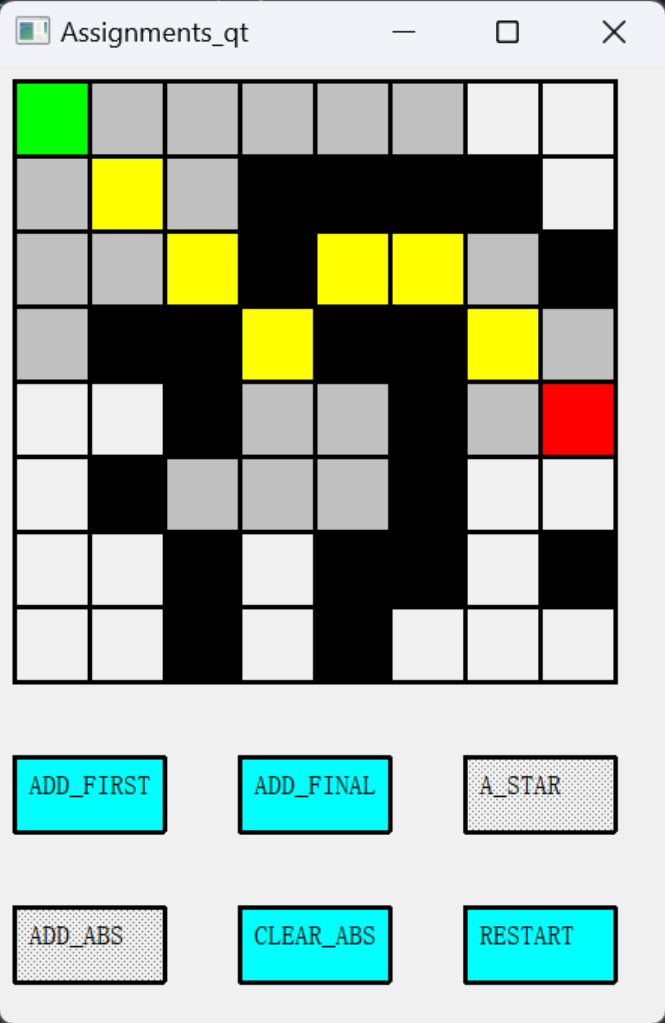 Assignments_qt
ADD_FIRST
ADD_FINAL
A_STAR
ADD_ABS
CLEAR_ABS
RESTART